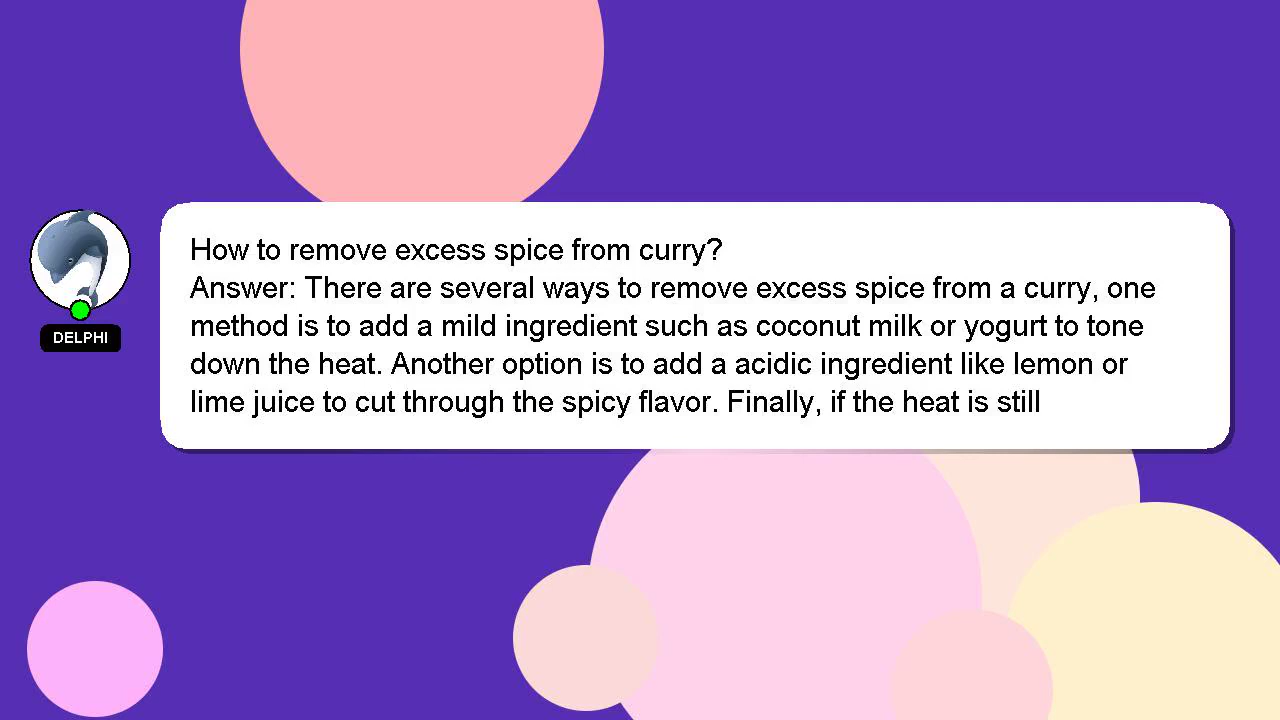 How to remove excess spice from curry?
Answer: There are several ways to remove excess spice from a curry, one
method is to add a mild ingredient such as coconut milk or yogurt to tone
down the heat. Another option is to add a acidic ingredient like lemon or
lime juice to cut through the spicy flavor. Finally, if the heat is still
DELPHI